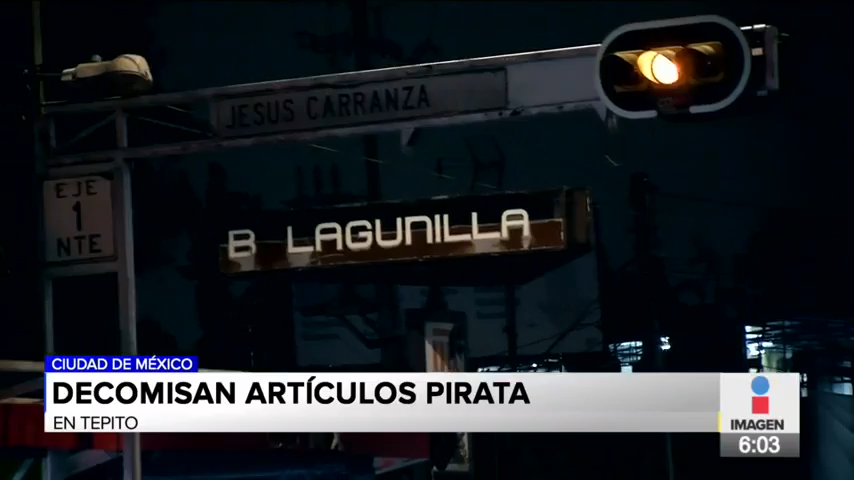 JESUS CARRANZA
EJE
1
NTE
B LAGUNILLA
CIUDAD DE MÉXICO
DECOMISAN ARTÍCULOS PIRATA
EN TEPITO
IMAGEN
6:03